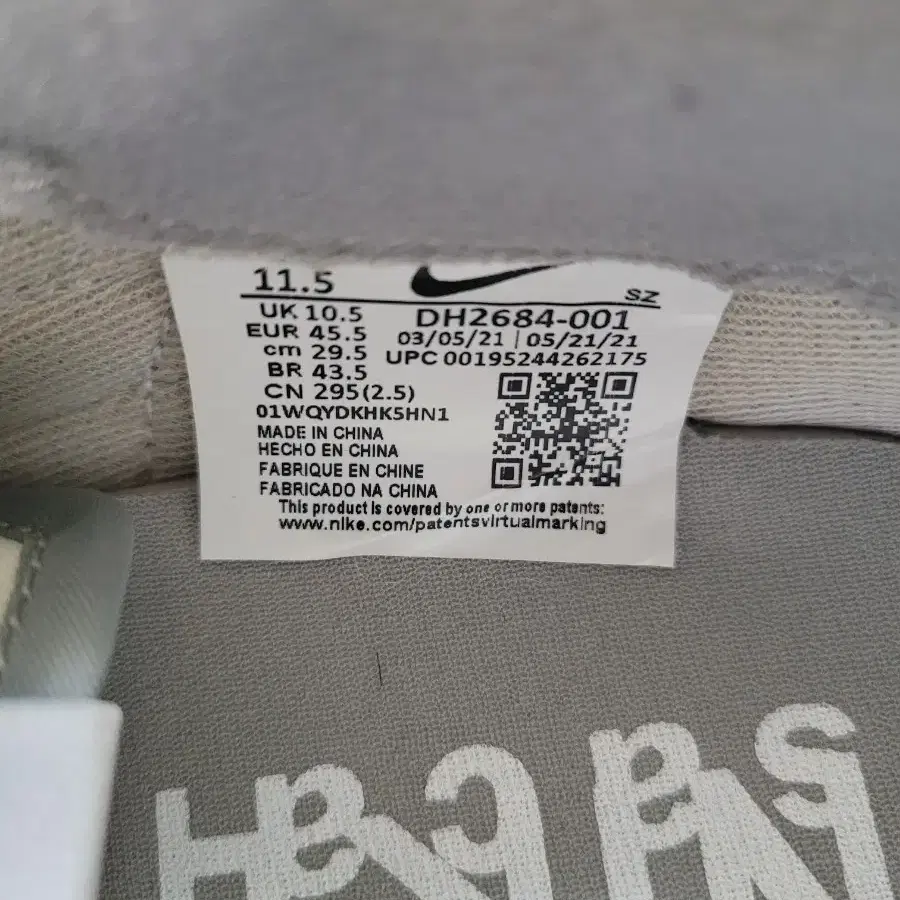 11.5
SZ
UK 10.5
DH2684-001
EUR 45.5
03/05/21 | 05/21/21
cm 29.5
UPC 00195244262175
BR 43.5
CN 295(2.5)
01WQYDKHK5HN1
MADE IN CHINA
HECHO EN CHINA
FABRIQUE EN CHINE
FABRICADO NA CHINA
This product is covered by one or more patents:
www.nike.com/patentsvirtualmarking